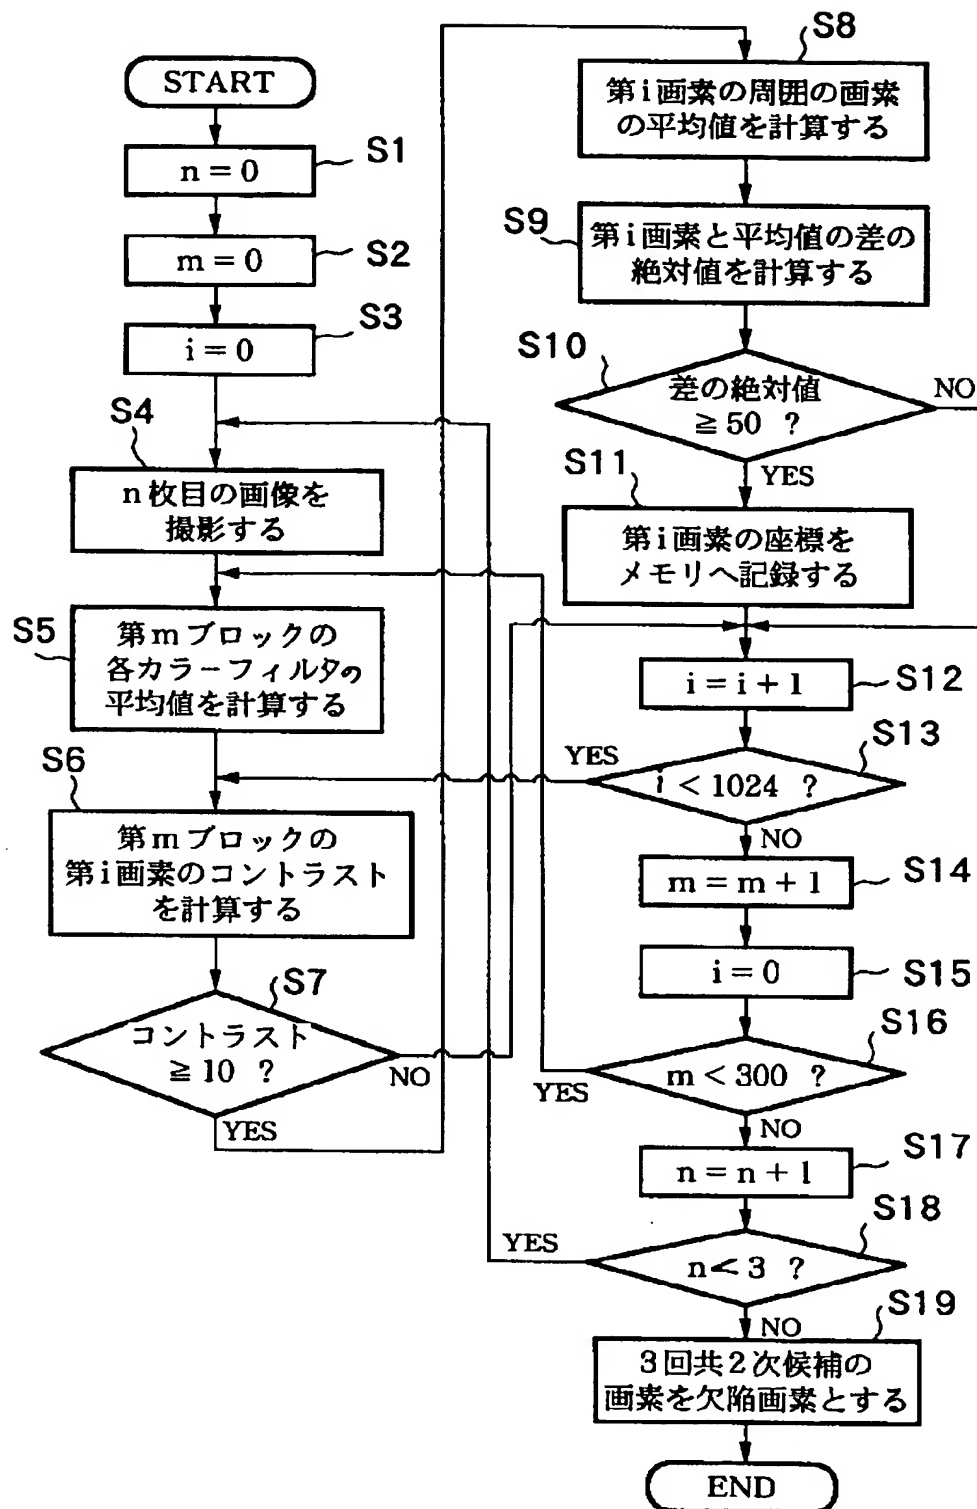 START
S1
n = 0
S2
m = 0
S3
i = 0
S4
n枚目の画像を
撮影する
S5
第mブロックの
各カラーフィルタの
平均値を計算する
S6
第mブロックの
第i画素のコントラスト
を計算する
S7
コントラスト
≧10 ?
NO
YES
S8
第i画素の周囲の画素
の平均値を計算する
S9
第i画素と平均値の差の
絶対値を計算する
S10
差の絶対値
≧50 ?
NO
YES
S11
第i画素の座標を
メモリへ記録する
S12
i = i + 1
S13
YES
i < 1024 ?
NO
S14
m = m + 1
S15
i = 0
S16
m < 300 ?
YES
NO
S17
n = n + 1
S18
YES
n < 3 ?
NO
S19
3回共2次候補の
画素を欠陥画素とする
END